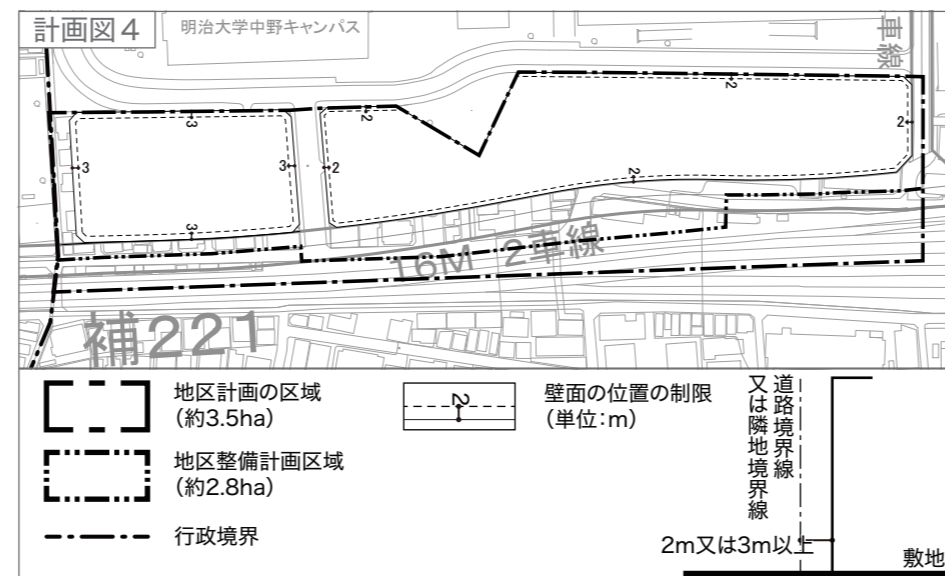 計画図4
明治大学中野キャンパス
車線
3
2
2
3
3
2
2
2
3
16M 2車線
補221
地区計画の区域
(約3.5ha)
地区整備計画区域
(約2.8ha)
行政境界
2
壁面の位置の制限
(単位:m)
道路境界線
又は隣地境界線
2m又は3m以上
敷地